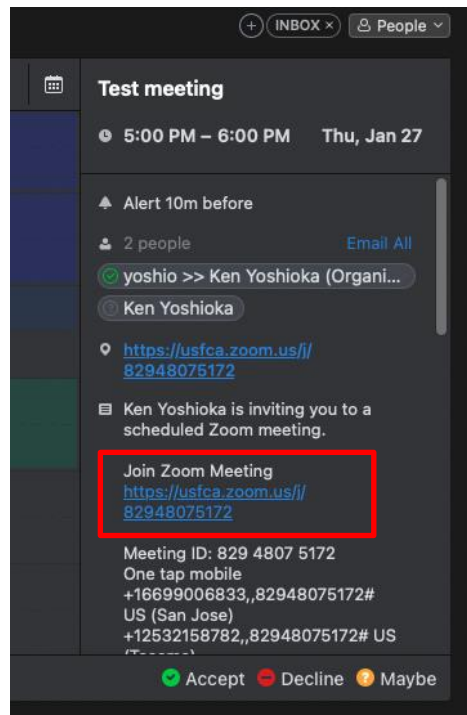 INBOX ×
People
Test meeting
5:00 PM – 6:00 PM Thu, Jan 27
Alert 10m before
2 people Email All
yoshio >> Ken Yoshioka (Organi...
Ken Yoshioka
https://usfca.zoom.us/j/
82948075172
Ken Yoshioka is inviting you to a
scheduled Zoom meeting.
Join Zoom Meeting
https://usfca.zoom.us/j/
82948075172
Meeting ID: 829 4807 5172
One tap mobile
+16699006833,,82948075172#
US (San Jose)
+12532158782,,82948075172# US
Accept Decline Maybe